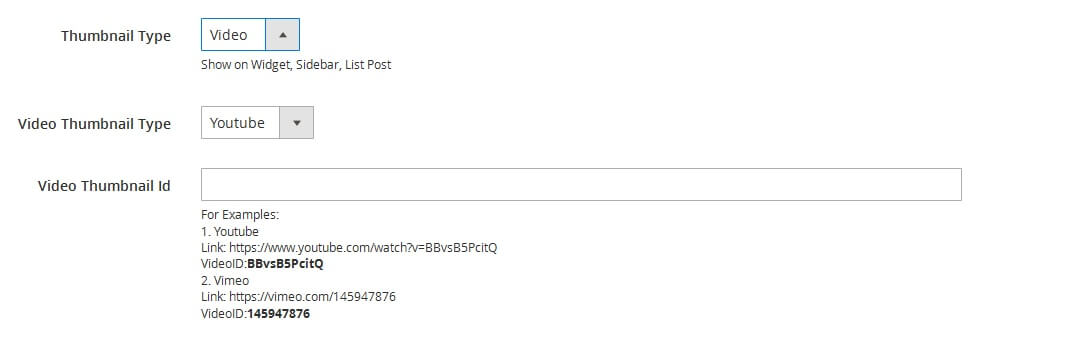 Thumbnail Type Video
Show on Widget, Sidebar, List Post
Video Thumbnail Type Youtube
Video Thumbnail Id
For Examples:
1. Youtube
Link: https://www.youtube.com/watch?v=BBvsB5PcitQ
VideoID:BBvsB5PcitQ
2. Vimeo
Link: https://vimeo.com/145947876
VideoID:145947876